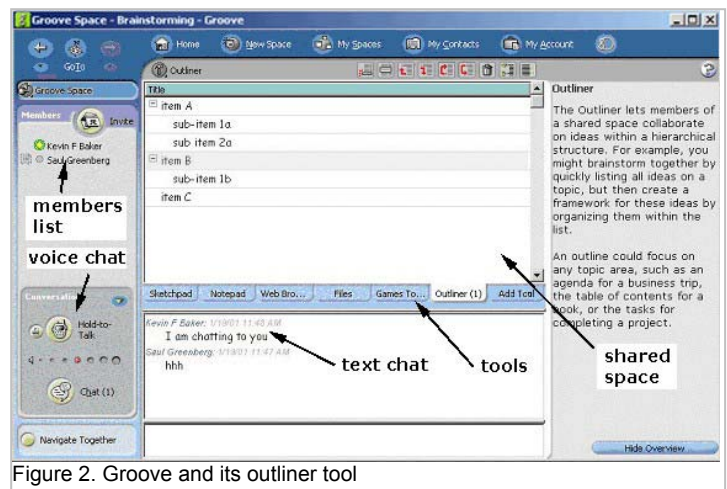 Groove Space - Brainstorming - Groove
Home
New Space
My Spaces
My Contacts
My Account
GoTo
Outliner
Groove Space
Members
Invite
Kevin F Baker
Saul Greenberg
members
list
voice chat
Conversation
Hold-to-
Talk
Chat (1)
Navigate Together
Title
item A
sub-item 1a
sub item 2a
item B
sub-item 1b
item C
Sketchpad
Notepad
Web Bro...
Files
Games To...
Outliner (1)
Add Tool
Kevin F Baker: 1/19/01 11:48 AM
I am chatting to you
Saul Greenberg: 1/19/01 11:47 AM
hhh
text chat
tools
Outliner
The Outliner lets members of
a shared space collaborate
on ideas within a hierarchical
structure. For example, you
might brainstorm together by
quickly listing all ideas on a
topic, but then create a
framework for these ideas by
organizing them within the
list.
An outline could focus on
any topic area, such as an
agenda for a business trip,
the table of contents for a
book, or the tasks for
completing a project.
shared
space
Hide Overview
Figure 2. Groove and its outliner tool